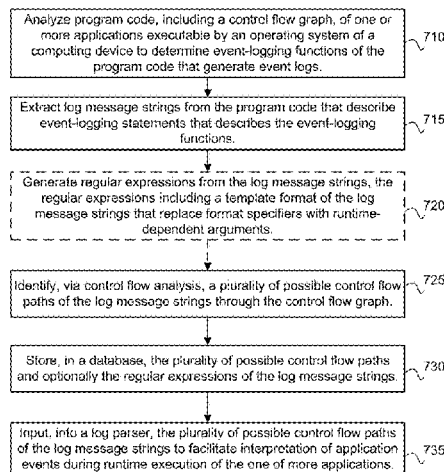 Analyze program code, including a control flow graph, of one or
more applications executable by an operating system of a
computing device to determine event-logging functions of the
program code that generate event logs.
710
Extract log message strings from the program code that describe
event-logging statements that describes the event-logging
functions.
715
Generate regular expressions from the log message strings, the
regular expressions including a template format of the
log message strings that replace format specifiers with runtime-
dependent arguments.
720
Identify, via control flow analysis, a plurality of possible control flow
paths of the log message strings through the control flow graph.
725
Store, in a database, the plurality of possible control flow paths
and optionally the regular expressions of the log message strings.
730
Input, into a log parser, the plurality of possible control flow paths
of the log message strings to facilitate interpretation of application
events during runtime execution of the one of more applications.
735